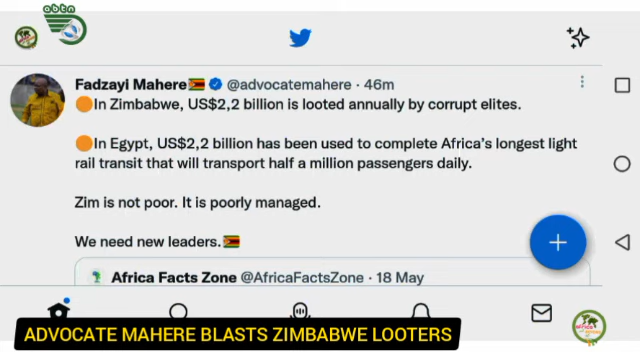 abtn
Fadzayi Mahere🇿🇼 @advocatemahere · 46m
🟠In Zimbabwe, US$2,2 billion is looted annually by corrupt elites.
🟠In Egypt, US$2,2 billion has been used to complete Africa's longest light
rail transit that will transport half a million passengers daily.
Zim is not poor. It is poorly managed.
We need new leaders.🇿🇼
Africa Facts Zone @AfricaFactsZone · 18 May
ADVOCATE MAHERE BLASTS ZIMBABWE LOOTERS